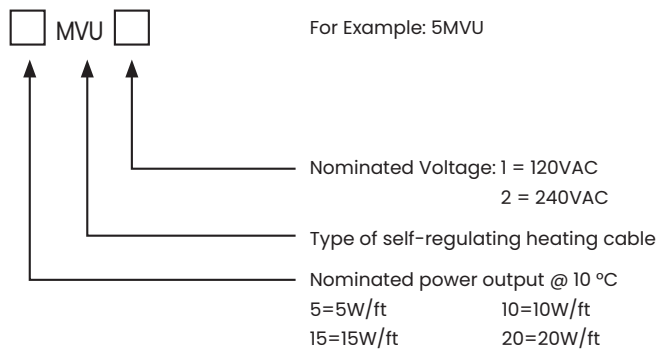 MVU
For Example: 5MVU
Nominated Voltage: 1 = 120VAC
2 = 240VAC
Type of self-regulating heating cable
Nominated power output @ 10 °C
5=5W/ft 10=10W/ft
15=15W/ft 20=20W/ft